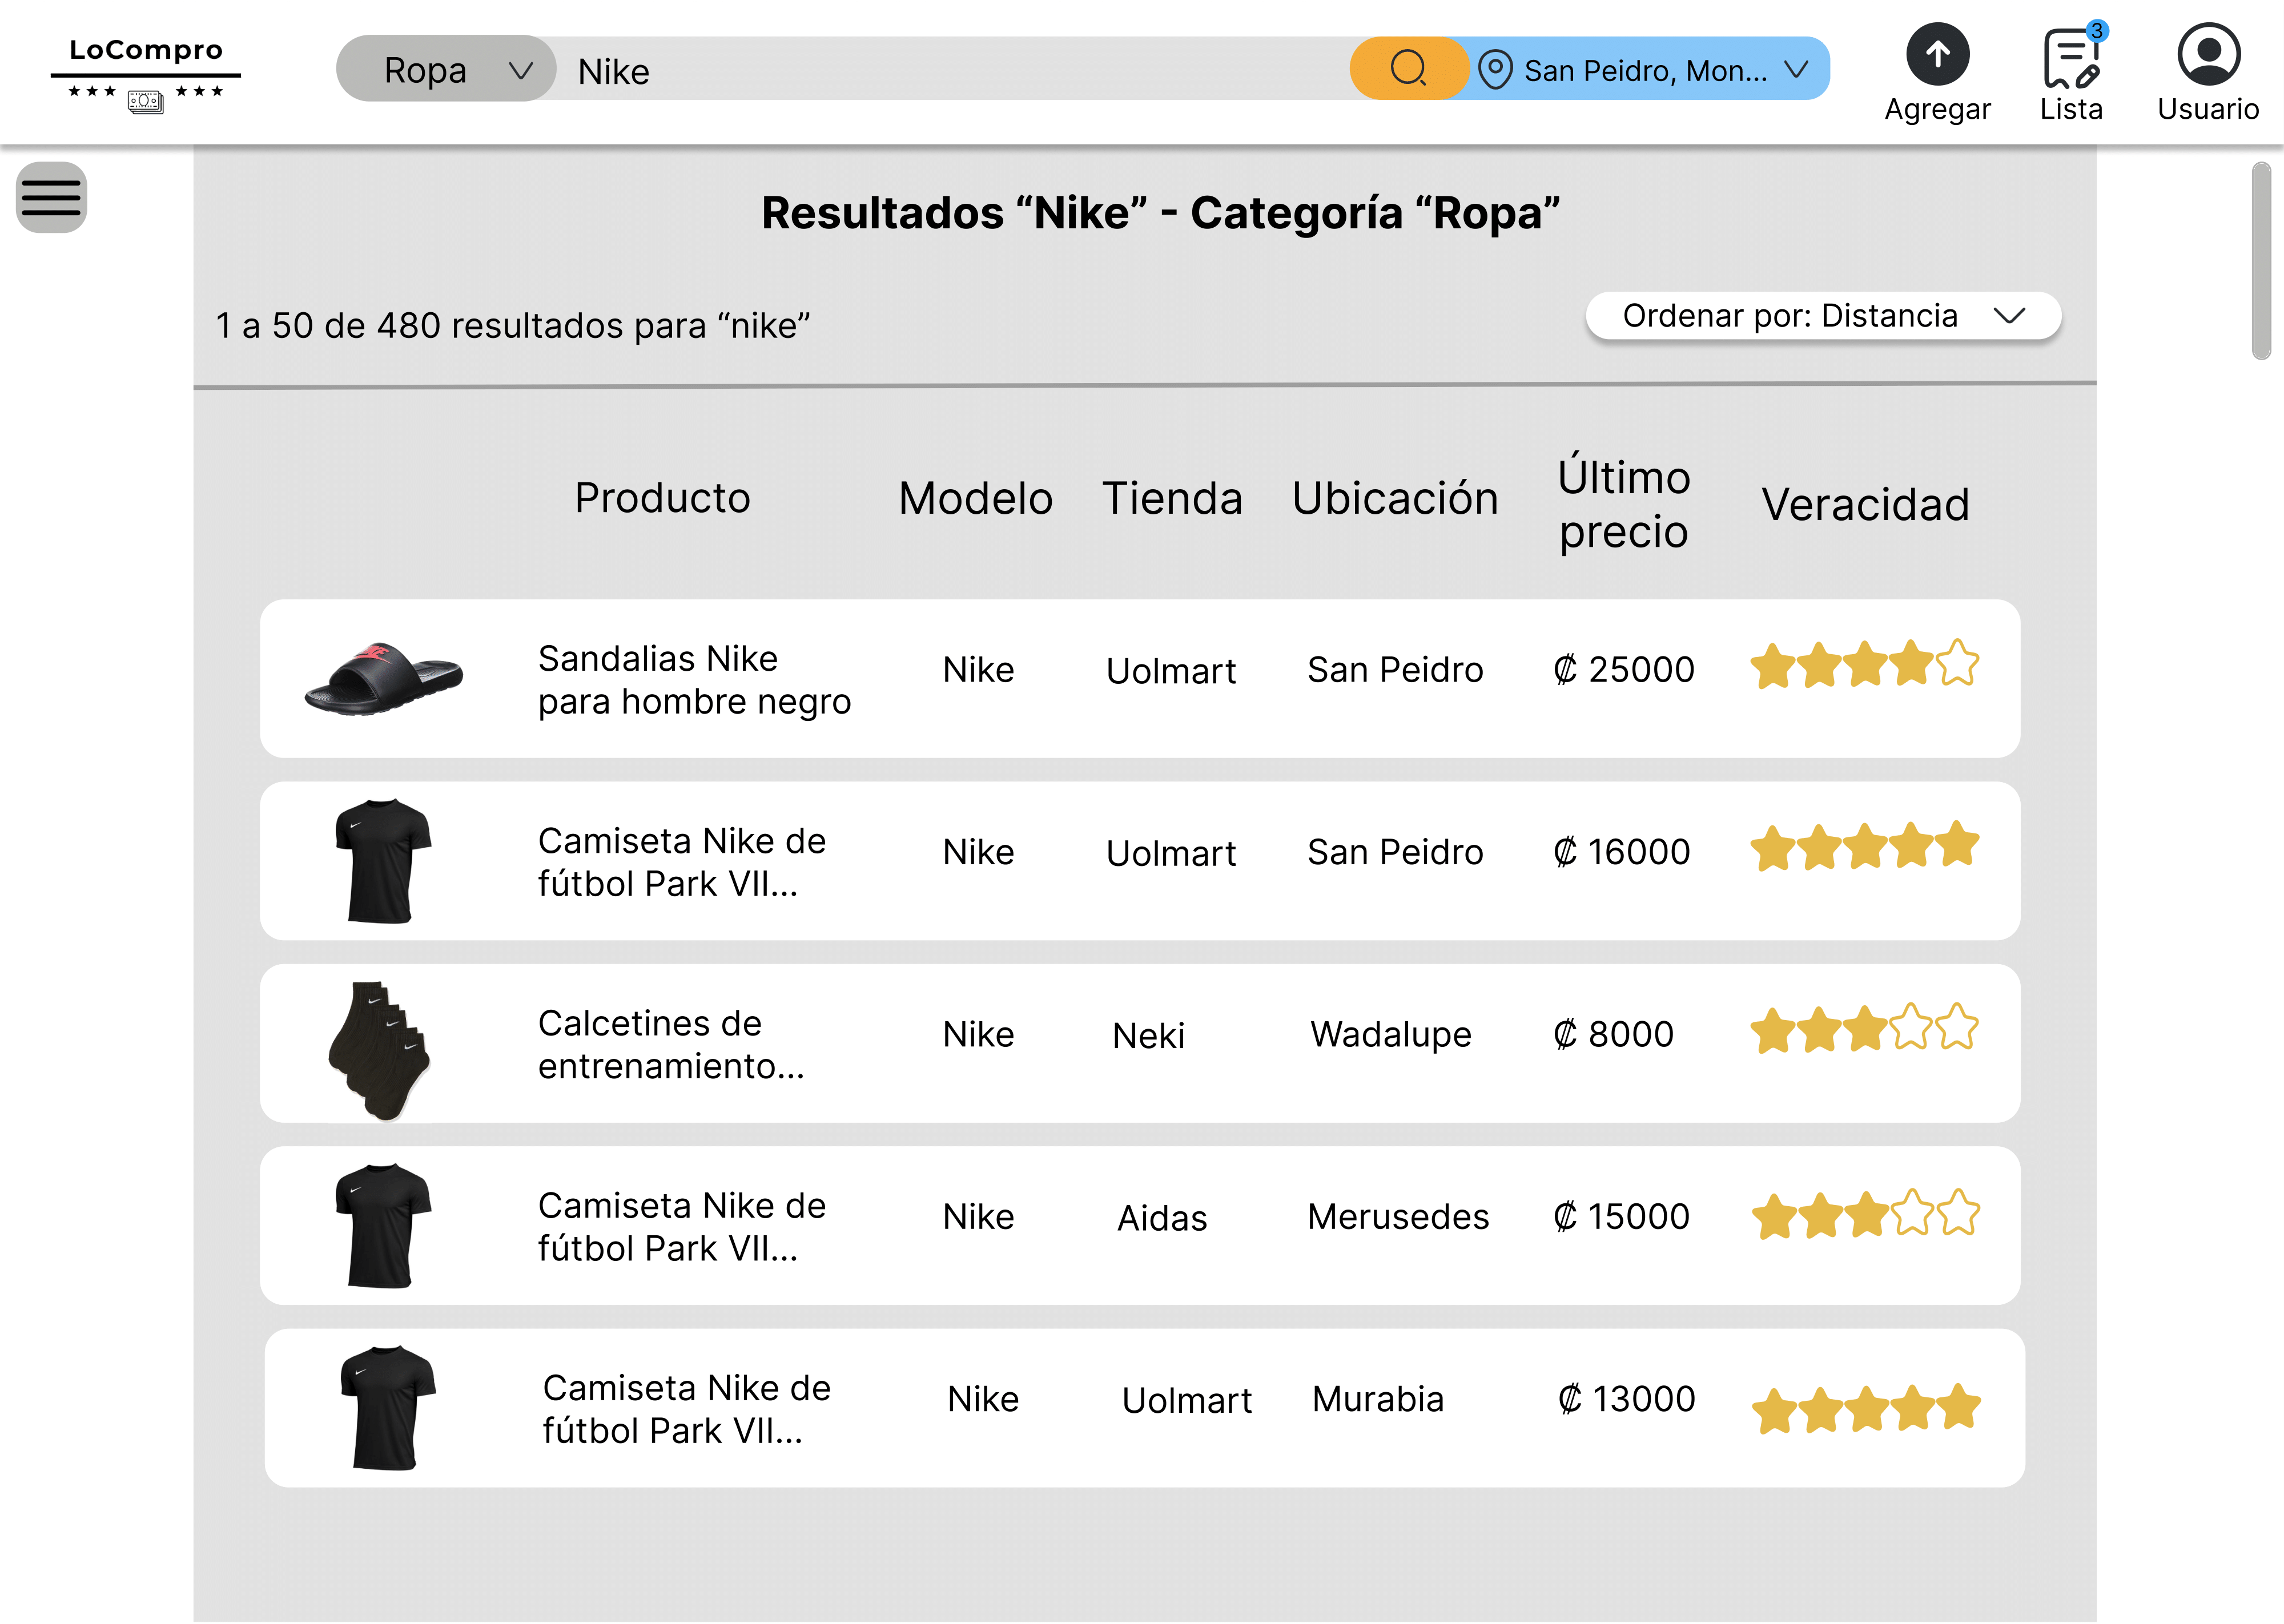 LoCompro
Ropa
Nike
San Peidro, Mon...
Agregar
3
Lista
Usuario
Resultados “Nike” - Categoría “Ropa”
1 a 50 de 480 resultados para “nike”
Ordenar por: Distancia
Producto
Modelo
Tienda
Ubicación
Último
precio
Veracidad
Sandalias Nike
para hombre negro
Nike
Uolmart
San Peidro
₡ 25000
Camiseta Nike de
fútbol Park VII...
Nike
Uolmart
San Peidro
₡ 16000
Calcetines de
entrenamiento...
Nike
Neki
Wadalupe
₡ 8000
Camiseta Nike de
fútbol Park VII...
Nike
Aidas
Merusedes
₡ 15000
Camiseta Nike de
fútbol Park VII...
Nike
Uolmart
Murabia
₡ 13000